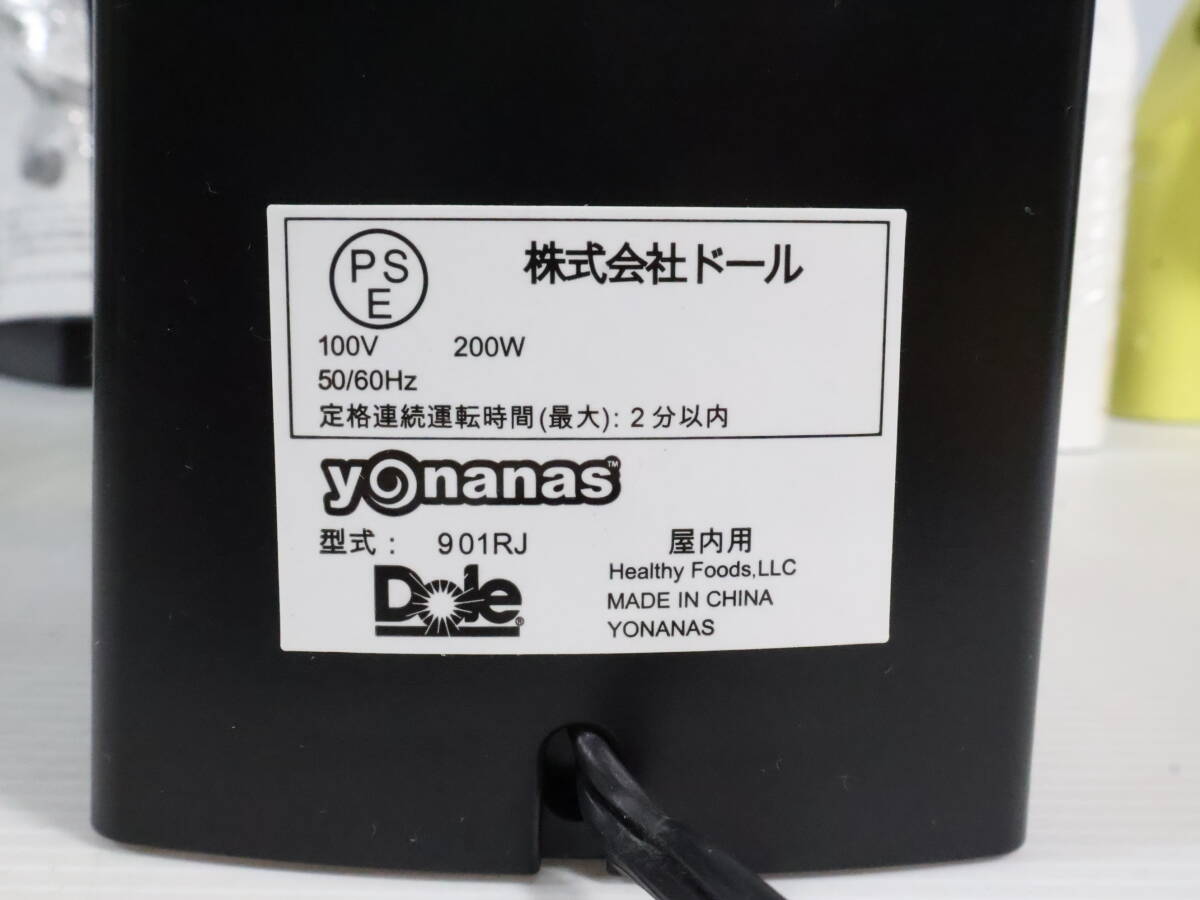 PSE
株式会社ドール
100V 200W
50/60Hz
定格連続運転時間(最大): 2分以内
yonanas™
型式: 901RJ 屋内用
Dole®
Healthy Foods,LLC
MADE IN CHINA
YONANAS